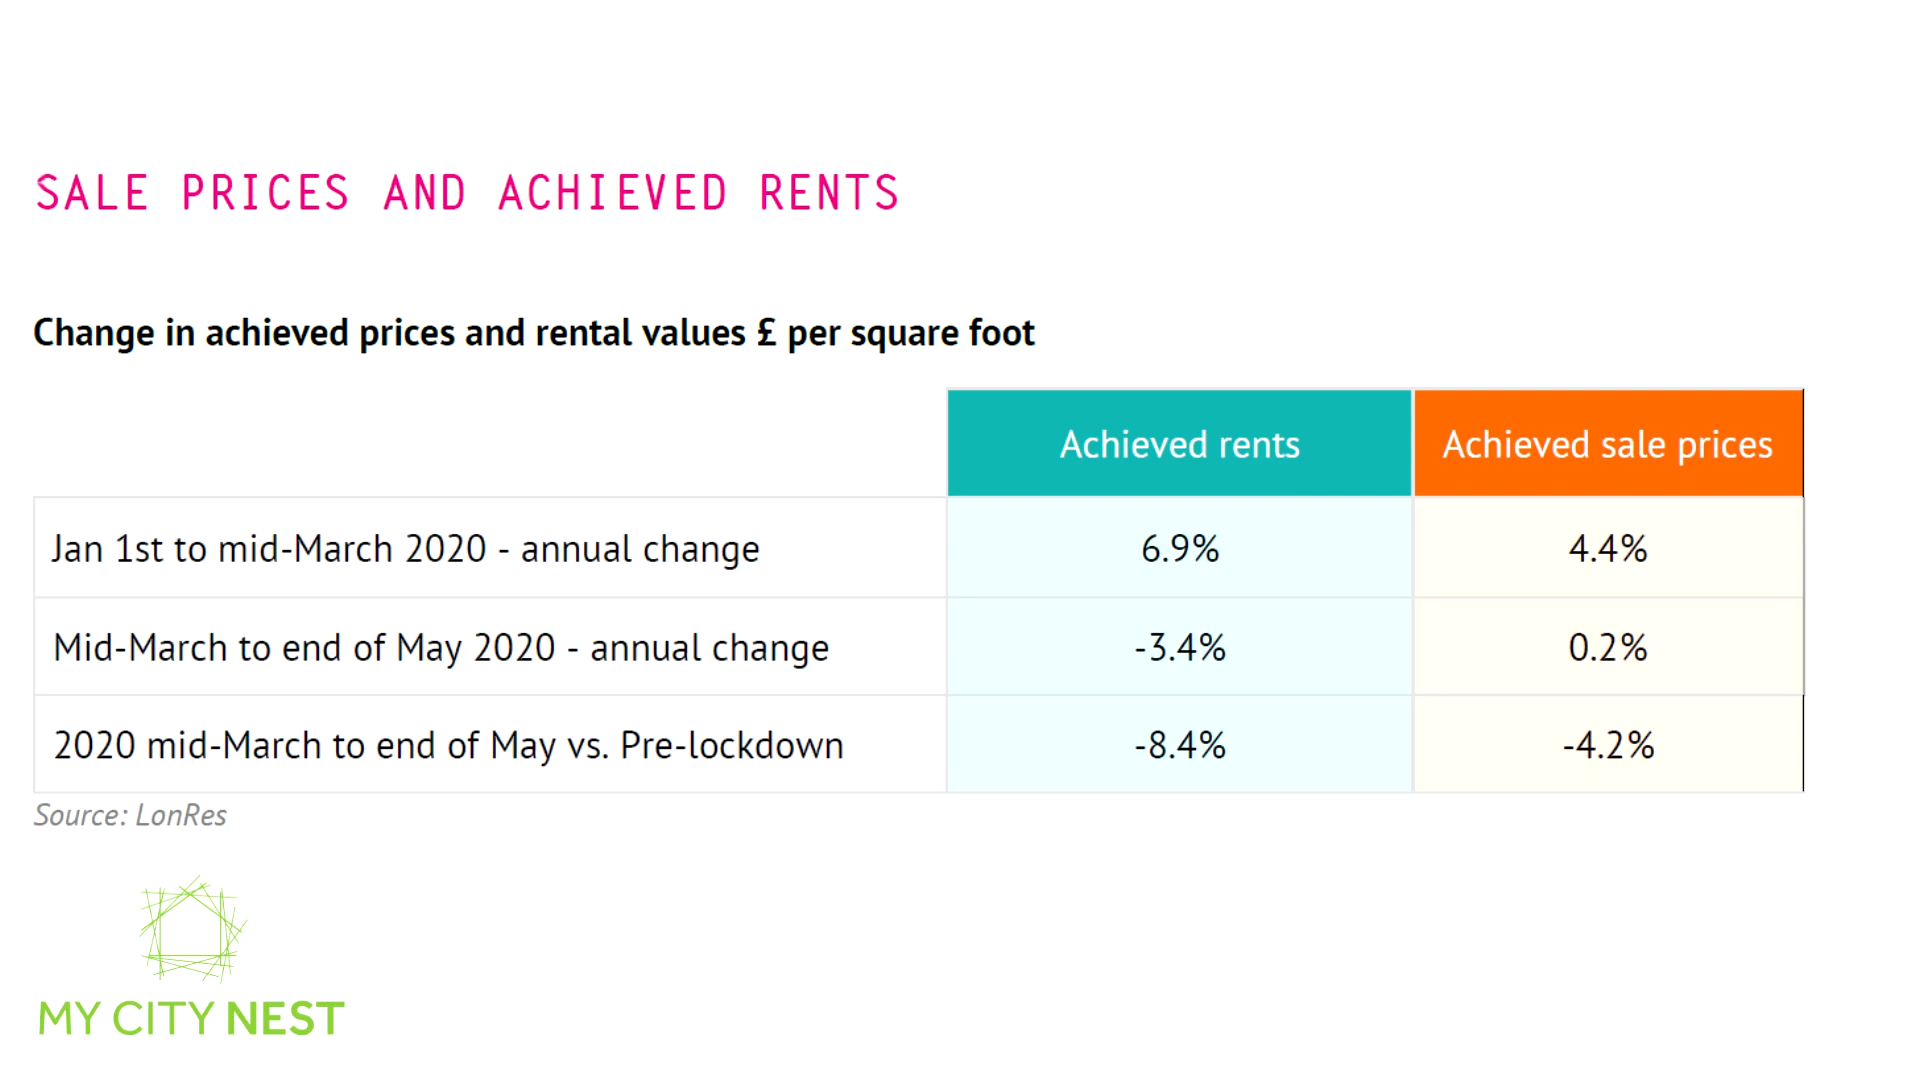 SALE PRICES AND ACHIEVED RENTS
Change in achieved prices and rental values £ per square foot
Achieved rents Achieved sale prices
Jan 1st to mid-March 2020 - annual change 6.9% 4.4%
Mid-March to end of May 2020 - annual change -3.4% 0.2%
2020 mid-March to end of May vs. Pre-lockdown -8.4% -4.2%
Source: LonRes
MY CITY NEST